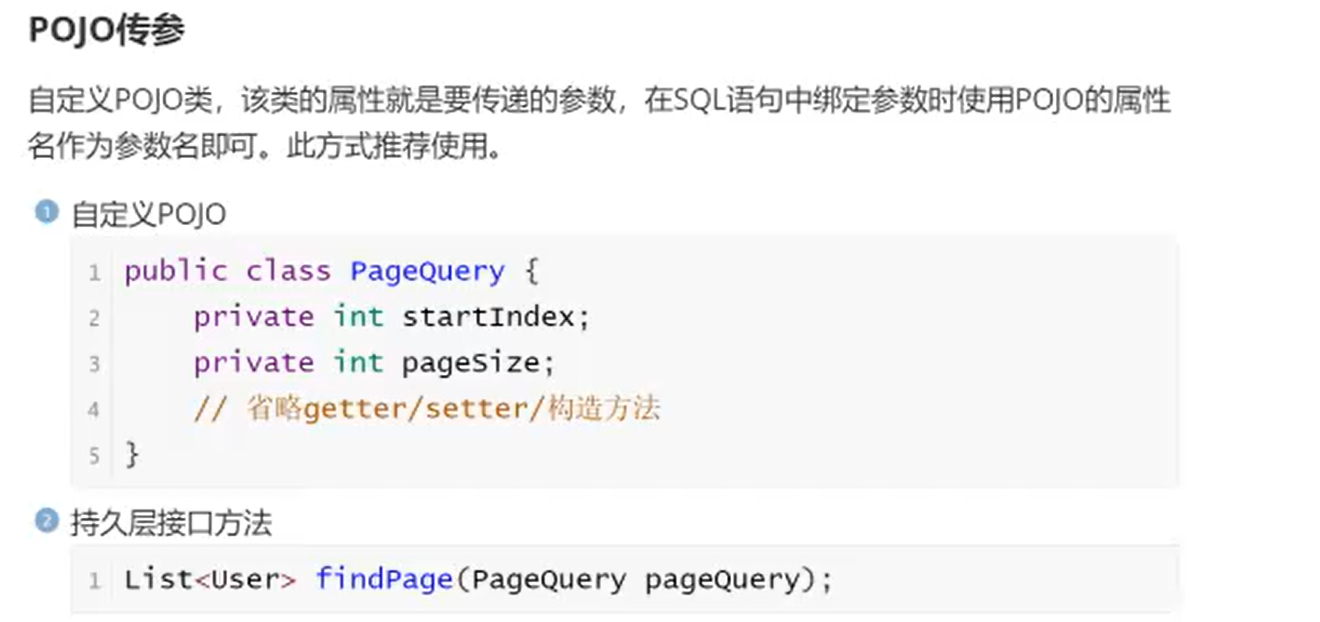 POJO传参
自定义POJO类，该类的属性就是要传递的参数，在SQL语句中绑定参数时使用POJO的属性
名作为参数名即可。此方式推荐使用。
1 自定义POJO
1 public class PageQuery {
2     private int startIndex;
3     private int pageSize;
4     // 省略getter/setter/构造方法
5 }
2 持久层接口方法
1 List<User> findPage(PageQuery pageQuery);